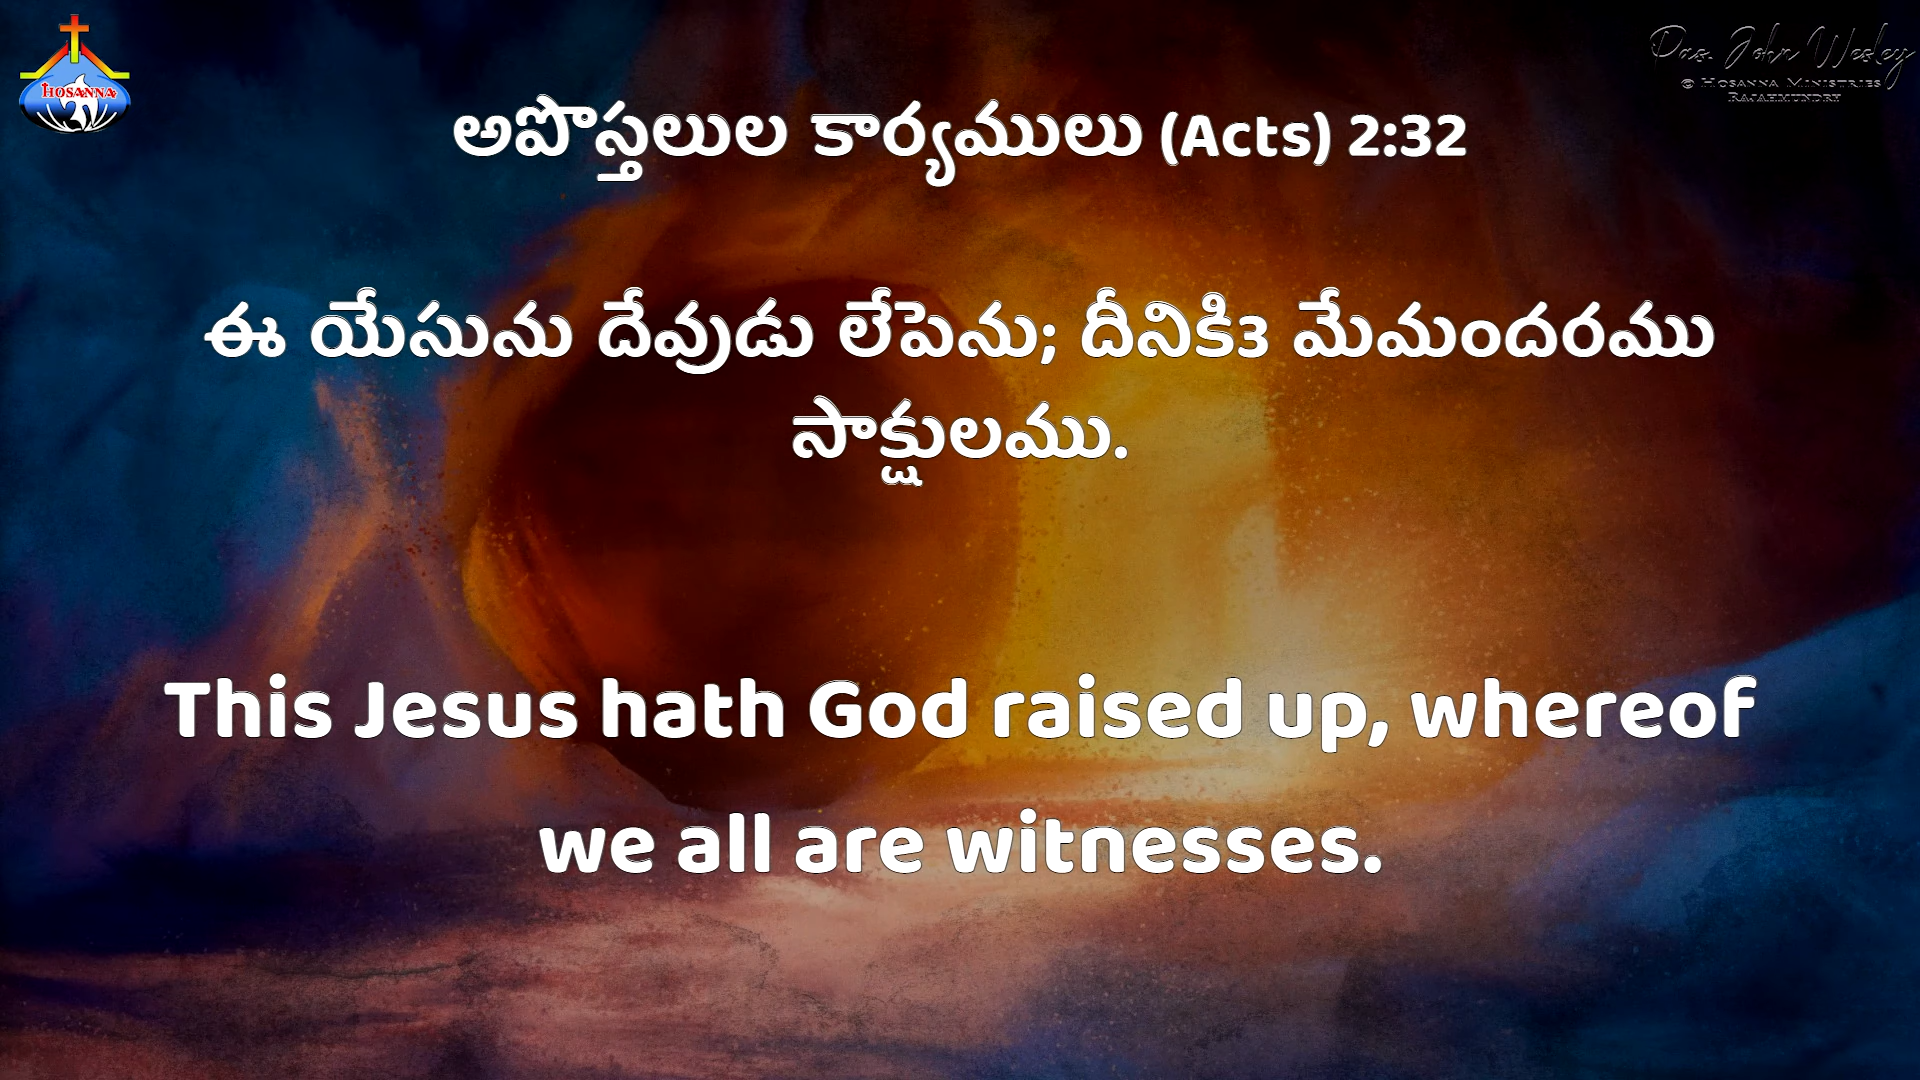 HOSANNA
Pas. John Wesley
© HOSANNA MINISTRIES
RAJAHMUNDRY
అపొస్తలుల కార్యములు (Acts) 2:32
ఈ యేసును దేవుడు లేపెను; దీనికి3 మేమందరము
సాక్షులము.
This Jesus hath God raised up, whereof
we all are witnesses.